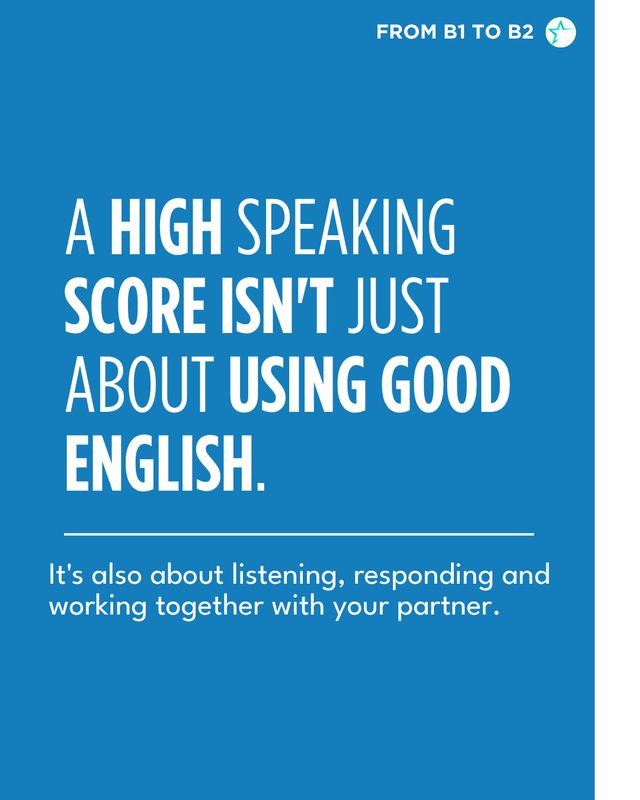 FROM B1 TO B2
A HIGH SPEAKING
SCORE ISN'T JUST
ABOUT USING GOOD
ENGLISH.
It's also about listening, responding and
working together with your partner.